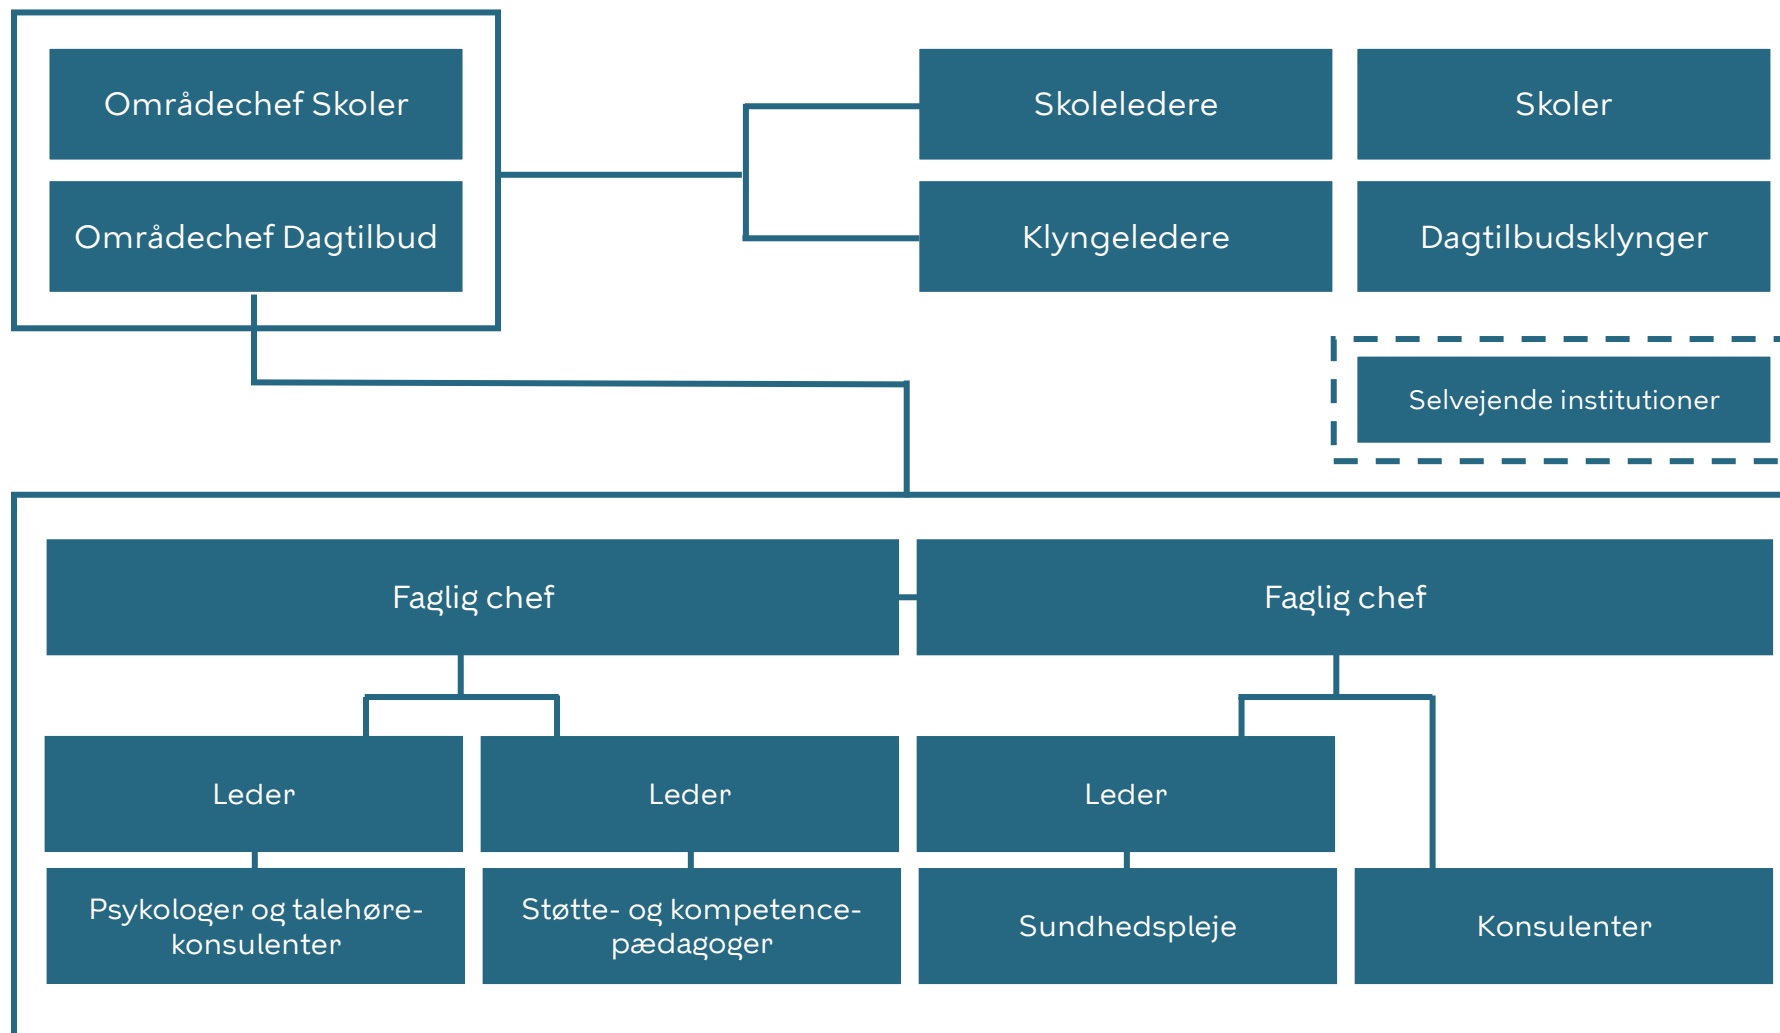 Områdechef Skoler
Områdechef Dagtilbud
Skoleledere
Skoler
Klyngeledere
Dagtilbudsklynger
Selvejende institutioner
Faglig chef
Faglig chef
Leder
Leder
Leder
Psykologer og talehøre-
konsulenter
Støtte- og kompetence-
pædagoger
Sundhedspleje
Konsulenter